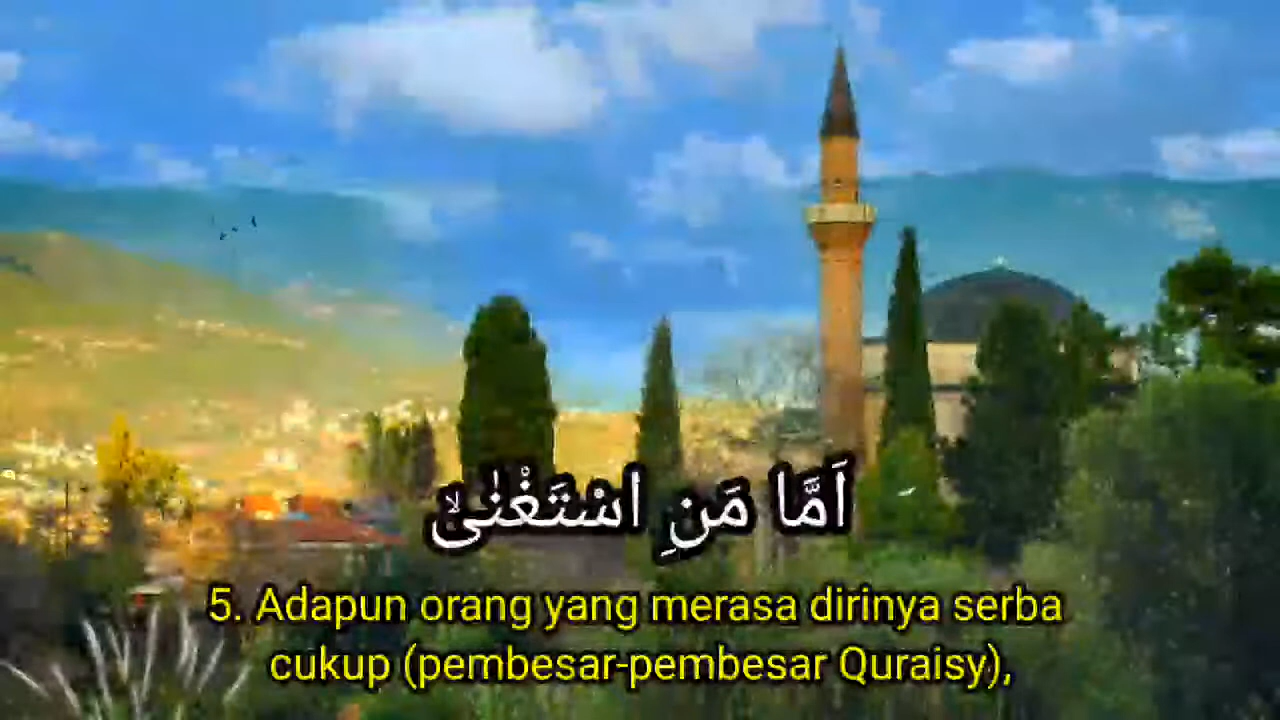 اَمَّا مَنِ اسْتَغْنٰىۙ
5. Adapun orang yang merasa dirinya serba
cukup (pembesar-pembesar Quraisy),